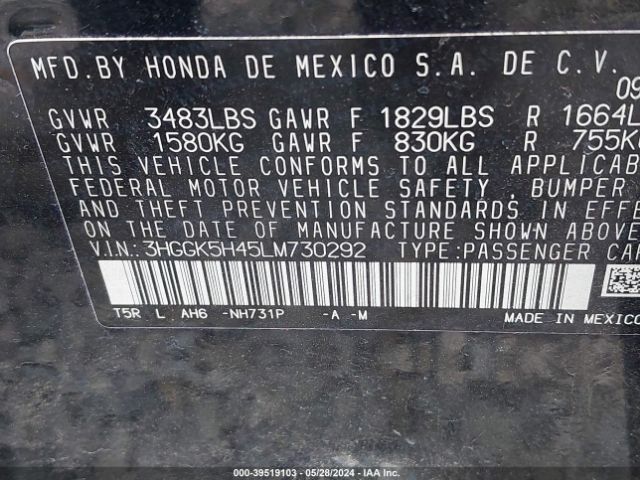 MFD. BY HONDA DE MEXICO S.A. DE C.V.
09
GVWR 3483LBS GAWR F 1829LBS R 1664L
GVWR 1580KG GAWR F 830KG R 755K
THIS VEHICLE CONFORMS TO ALL APPLICAB
FEDERAL MOTOR VEHICLE SAFETY, BUMPER
AND THEFT PREVENTION STANDARDS IN EFFE
ON THE DATE OF MANUFACTURE SHOWN ABOVE
V.I.N.:3HGGK5H45LM730292 TYPE:PASSENGER CAR
T5R L AH6 -NH731P -A -M
MADE IN MEXICO
000-39519103 — 05/28/2024 — IAA Inc.